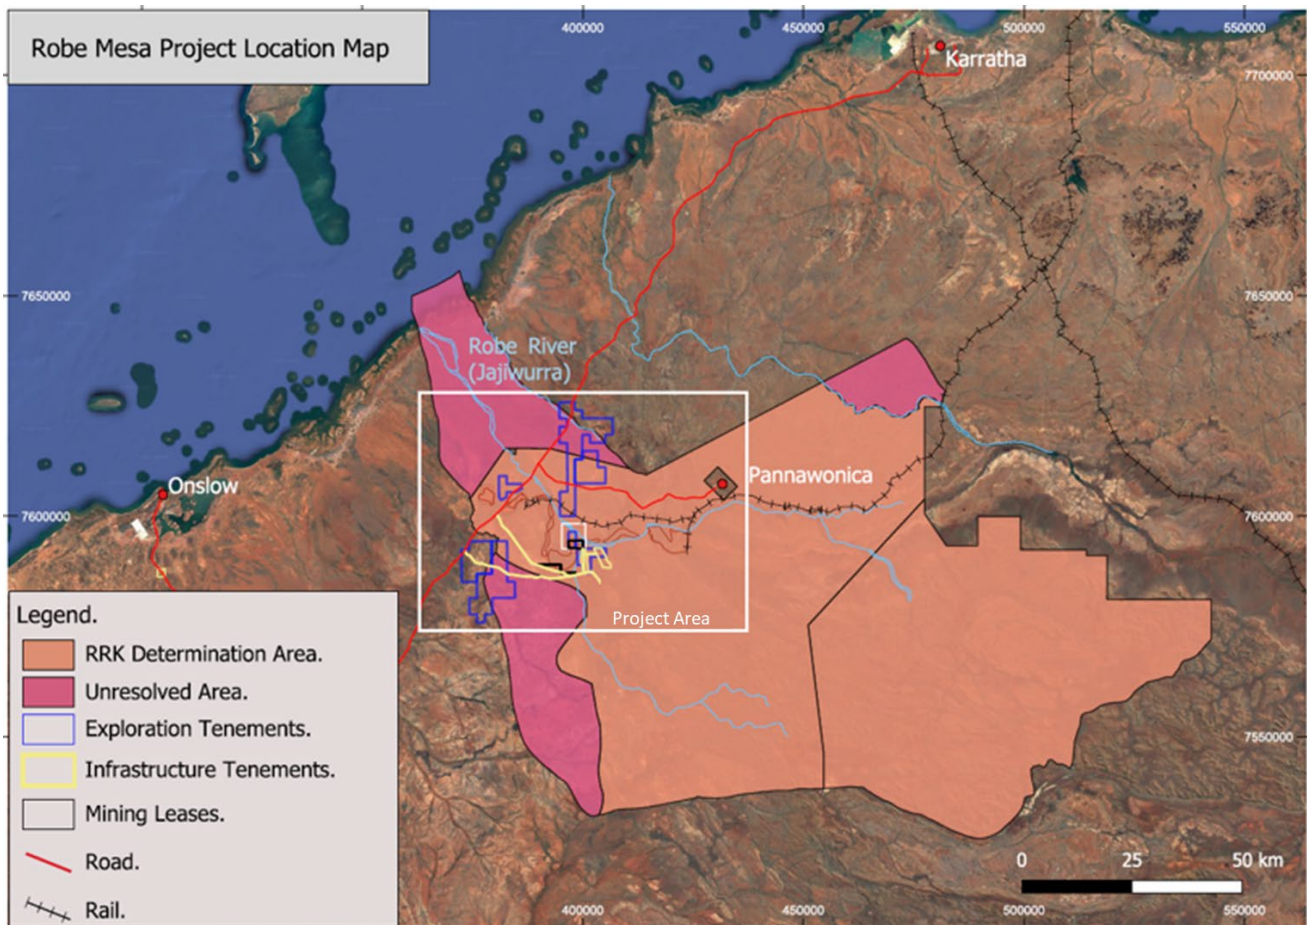 Robe Mesa Project Location Map
400000
450000
500000
550000
Karratha
7700000
7650000
7650000
Robe River
(Jajiwurra)
Pannawonica
Onslow
7600000
7600000
Project Area
Legend.
RRK Determination Area.
Unresolved Area.
Exploration Tenements.
Infrastructure Tenements.
Mining Leases.
Road.
Rail.
7550000
0 25 50 km
400000
450000
500000
550000